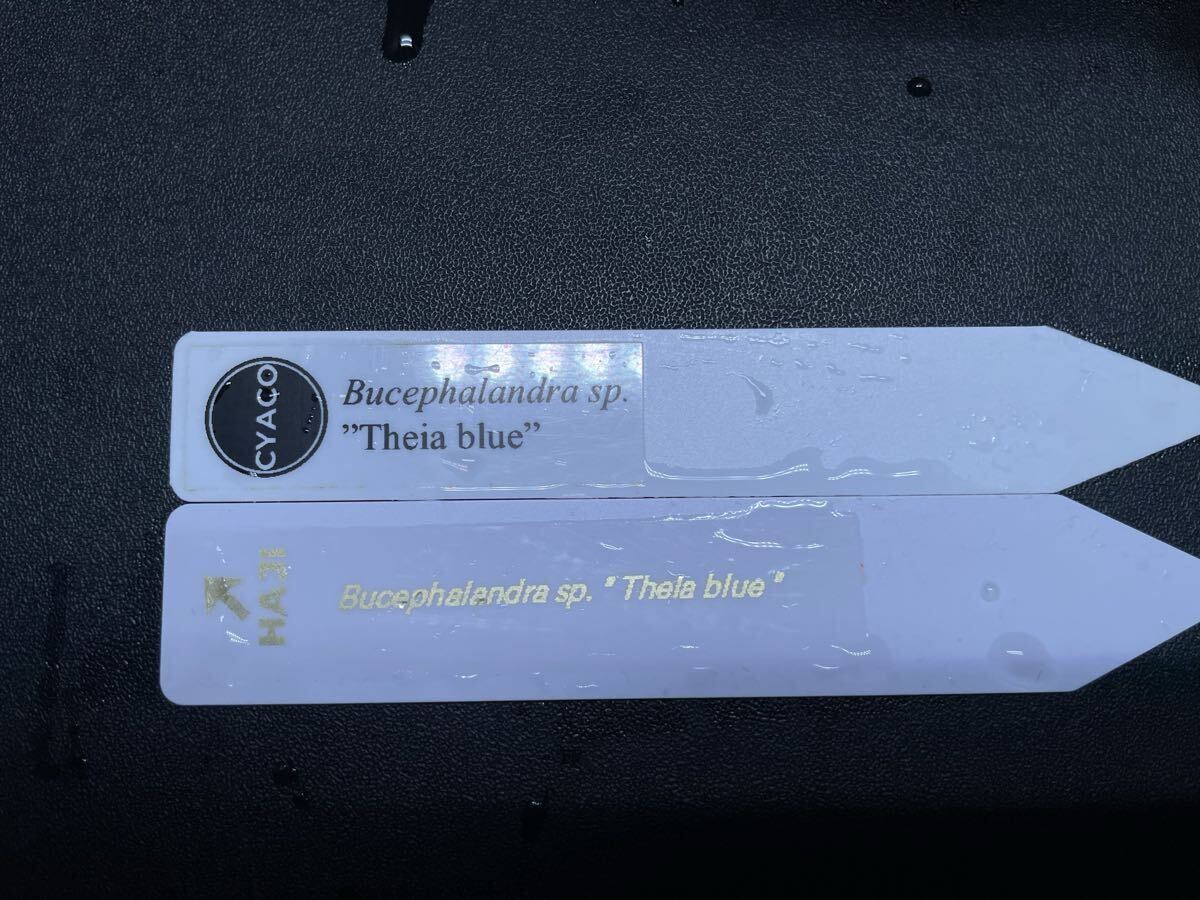 CYACO
Bucephalandra sp.
”Theia blue”
HAJI
Bucephalandra sp. " Theia blue "